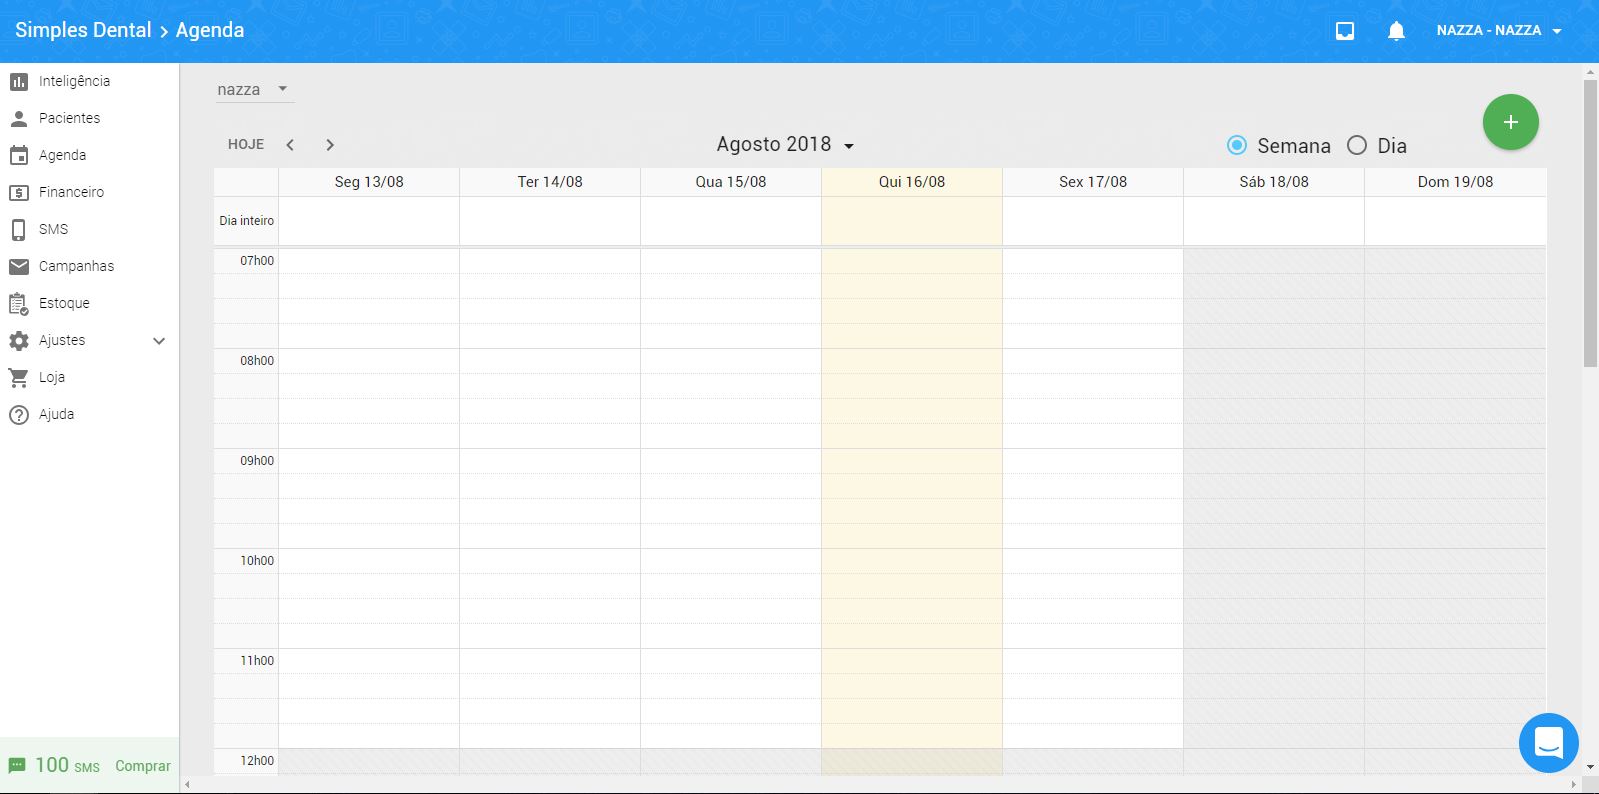 Simples Dental > Agenda
NAZZA - NAZZA
Inteligência
Pacientes
Agenda
Financeiro
SMS
Campanhas
Estoque
Ajustes
Loja
Ajuda
100 SMS Comprar
nazza
HOJE
Agosto 2018
Semana Dia
Seg 13/08 Ter 14/08 Qua 15/08 Qui 16/08 Sex 17/08 Sáb 18/08 Dom 19/08
Dia inteiro
07h00
08h00
09h00
10h00
11h00
12h00